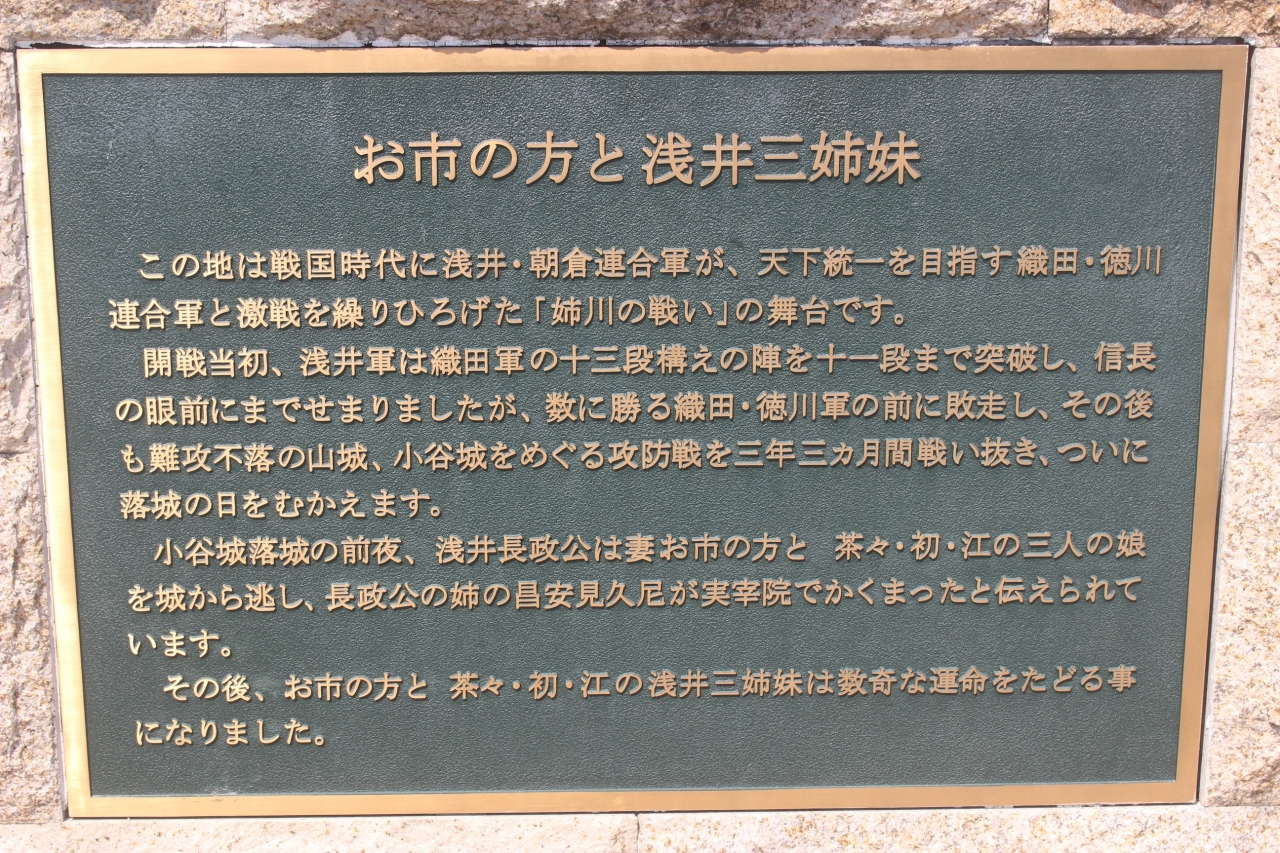 お市の方と浅井三姉妹
この地は戦国時代に浅井・朝倉連合軍が、天下統一を目指す織田・徳川
連合軍と激戦を繰りひろげた「姉川の戦い」の舞台です。
開戦当初、浅井軍は織田軍の十三段構えの陣を十一段まで突破し、信長
の眼前にまでせまりましたが、数に勝る織田・徳川軍の前に敗走し、その後
も難攻不落の山城、小谷城をめぐる攻防戦を三年三カ月間戦い抜き、ついに
落城の日をむかえます。
小谷城落城の前夜、浅井長政公は妻お市の方と 茶々・初・江の三人の娘
を城から逃し、長政公の姉の昌安見久尼が実宰院でかくまったと伝えられて
います。
その後、お市の方と 茶々・初・江の浅井三姉妹は数奇な運命をたどる事
になりました。